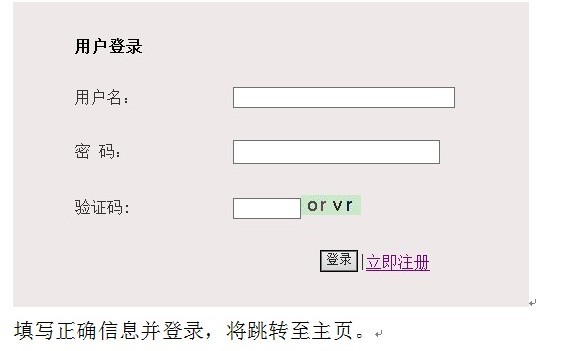 用户登录
用户名：
密 码：
验证码: or vr
登录|立即注册
填写正确信息并登录，将跳转至主页。